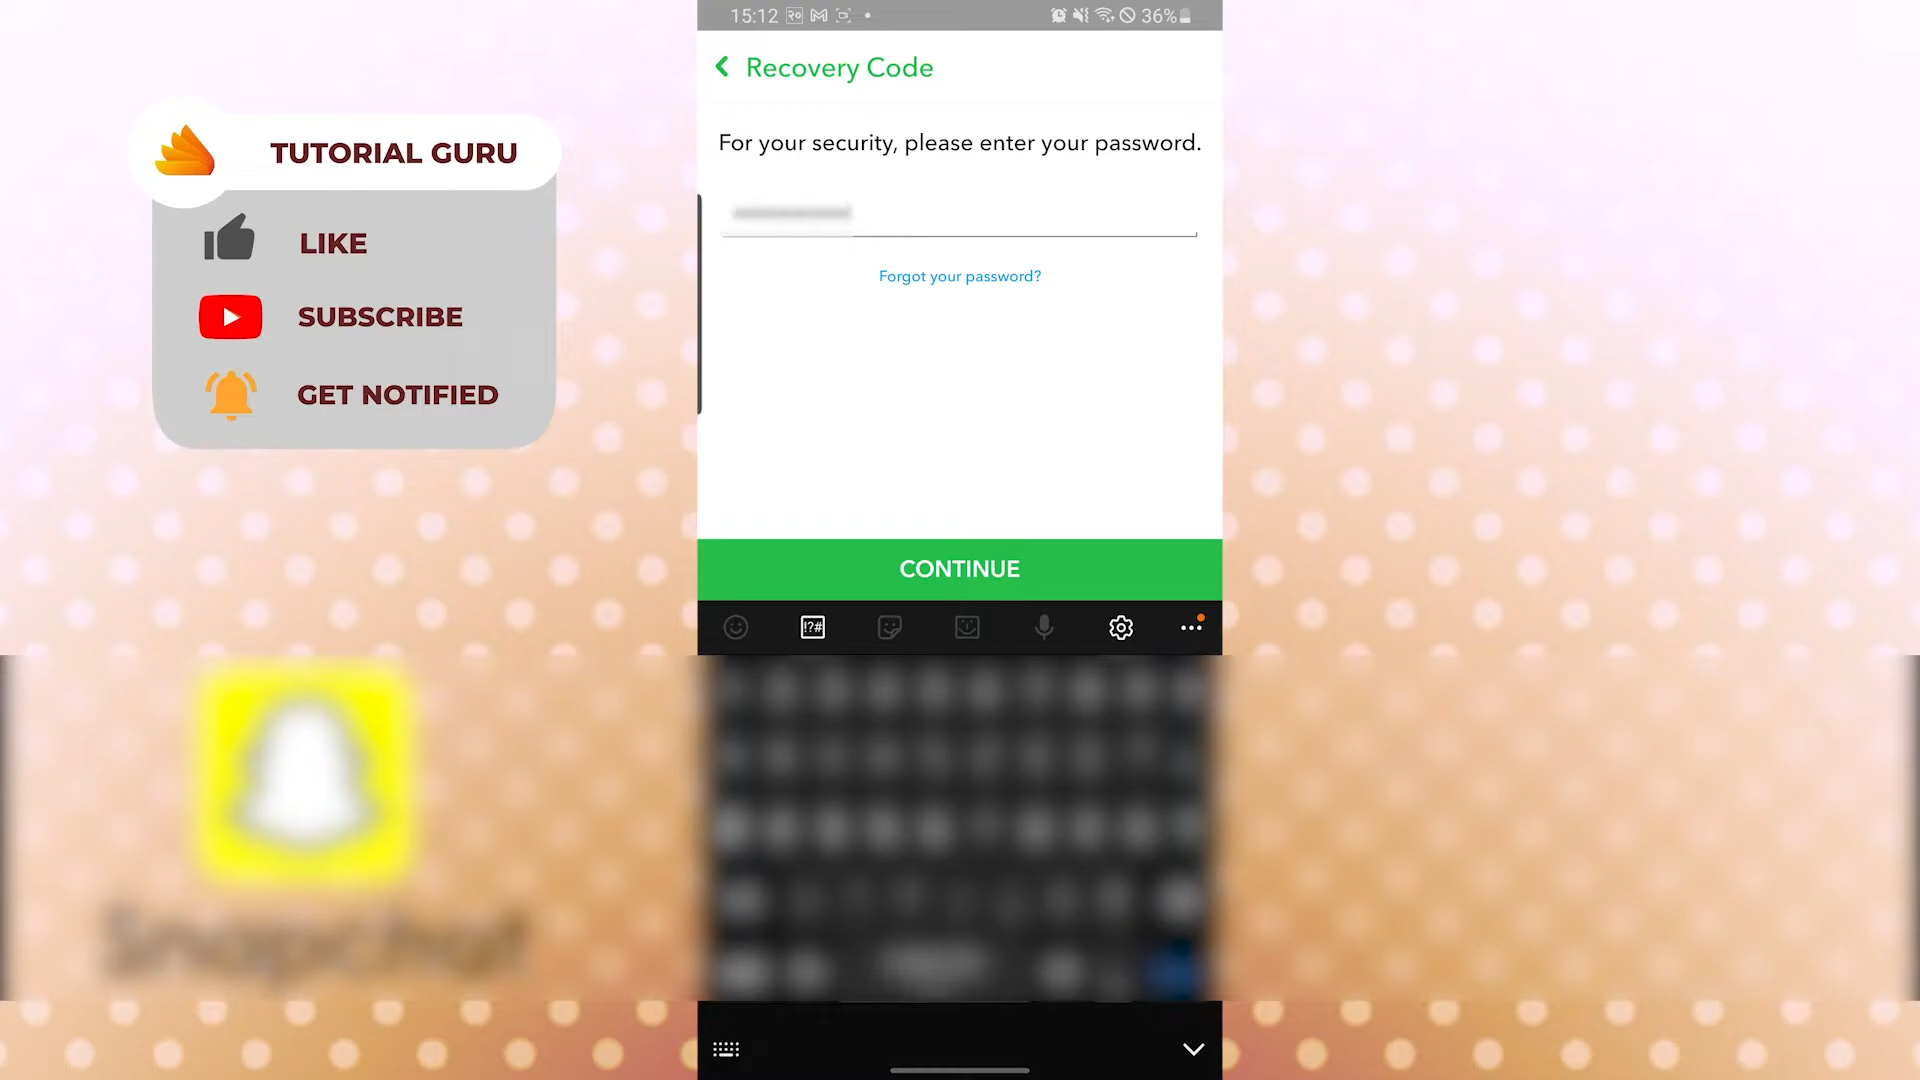 15:12
36%
Recovery Code
For your security, please enter your password.
Forgot your password?
CONTINUE
!?#
TUTORIAL GURU
LIKE
SUBSCRIBE
GET NOTIFIED
Snapchat